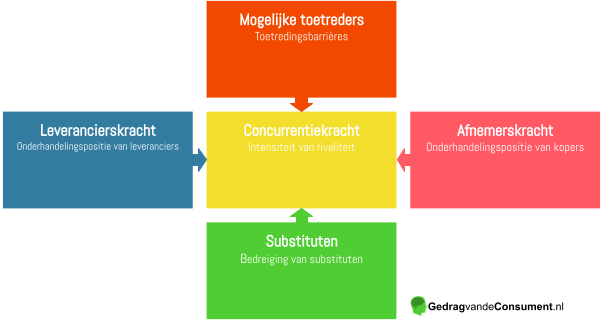 Mogelijke toetreders
Toetredingsbarrières
Leverancierskracht
Onderhandelingspositie van leveranciers
Concurrentiekracht
Intensiteit van rivaliteit
Afnemerskracht
Onderhandelingspositie van kopers
Substituten
Bedreiging van substituten
GedragvandeConsument.nl